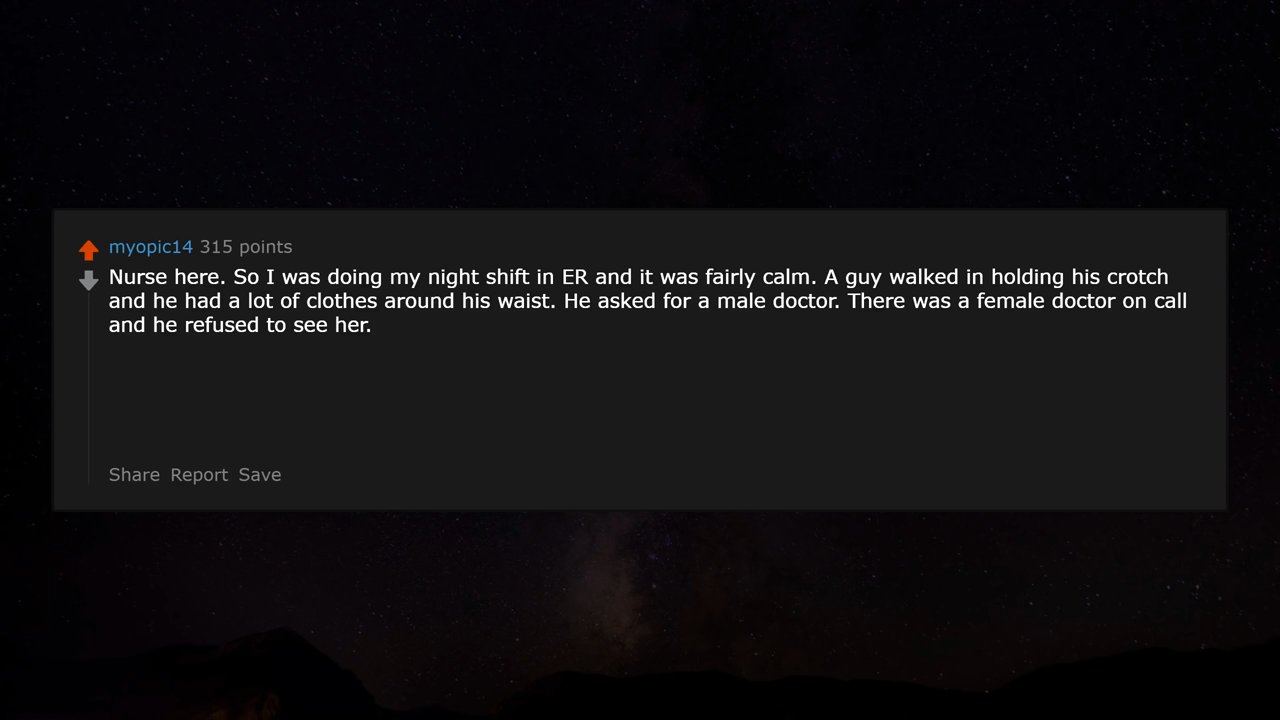 myopic14 315 points
Nurse here. So I was doing my night shift in ER and it was fairly calm. A guy walked in holding his crotch
and he had a lot of clothes around his waist. He asked for a male doctor. There was a female doctor on call
and he refused to see her.
Share Report Save